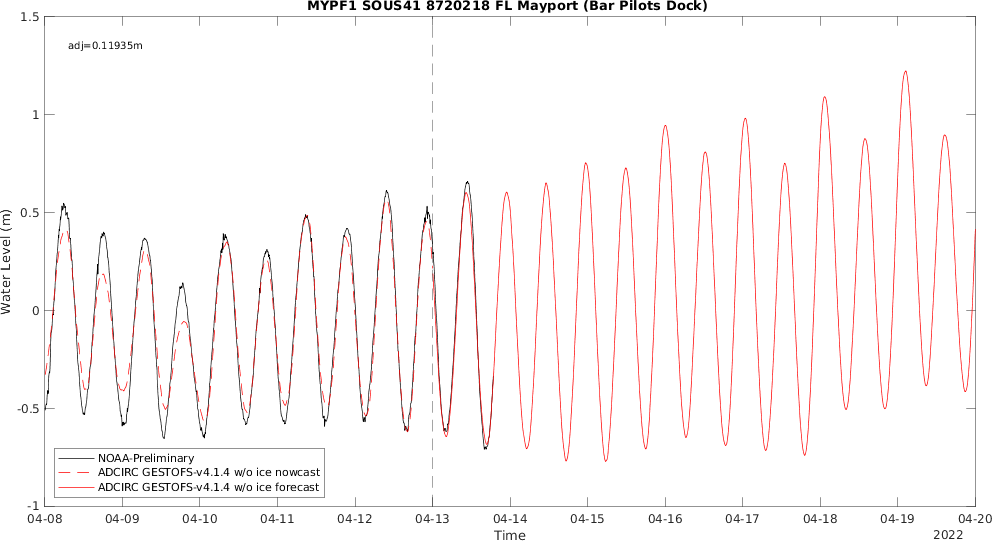 MYPF1 SOUS41 8720218 FL Mayport (Bar Pilots Dock)
adj=0.11935m
1.5
1
0.5
0
-0.5
-1
Water Level (m)
NOAA-Preliminary
ADCIRC GESTOFS-v4.1.4 w/o ice nowcast
ADCIRC GESTOFS-v4.1.4 w/o ice forecast
04-08 04-09 04-10 04-11 04-12 04-13 04-14 04-15 04-16 04-17 04-18 04-19 04-20
Time
2022